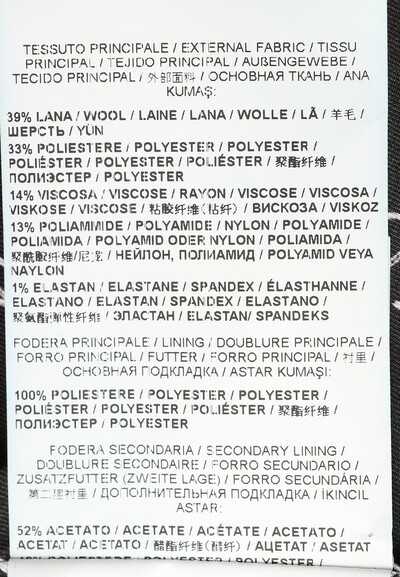 TESSUTO PRINCIPALE / EXTERNAL FABRIC / TISSU
PRINCIPAL / TEJIDO PRINCIPAL / AUßENGEWEBE /
TECIDO PRINCIPAL / 外部面料 / ОСНОВНАЯ ТКАНЬ / ANA
KUMAŞ:
39% LANA / WOOL / LAINE / LANA / WOLLE / LÃ / 羊毛 /
ШЕРСТЬ / YÜN
33% POLIESTERE / POLYESTER / POLYESTER /
POLIÉSTER / POLYESTER / POLIÉSTER / 聚酯纤维 /
ПОЛИЭСТЕР / POLYESTER
14% VISCOSA / VISCOSE / RAYON / VISCOSE / VISCOSA /
VISKOSE / VISCOSE / 粘胶纤维(粘纤) / ВИСКОЗА / VISKOZ
13% POLIAMMIDE / POLYAMIDE / NYLON / POLYAMIDE /
POLIAMIDA / POLYAMID ODER NYLON / POLIAMIDA /
聚酰胺纤维/尼龙 / НЕЙЛОН, ПОЛИАМИД / POLYAMID VEYA
NAYLON
1% ELASTAN / ELASTANE / SPANDEX / ÉLASTHANNE /
ELASTANO / ELASTAN / SPANDEX / ELASTANO /
聚氨酯弹性纤维 / ЭЛАСТАН / ELASTAN/ SPANDEKS
FODERA PRINCIPALE / LINING / DOUBLURE PRINCIPALE /
FORRO PRINCIPAL / FUTTER / FORRO PRINCIPAL / 衬里 /
ОСНОВНАЯ ПОДКЛАДКА / ASTAR KUMAŞI:
100% POLIESTERE / POLYESTER / POLYESTER /
POLIÉSTER / POLYESTER / POLIÉSTER / 聚酯纤维 /
ПОЛИЭСТЕР / POLYESTER
FODERA SECONDARIA / SECONDARY LINING /
DOUBLURE SECONDAIRE / FORRO SECUNDARIO /
ZUSATZFUTTER (ZWEITE LAGE) / FORRO SECUNDÁRIA /
第二层衬里 / ДОПОЛНИТЕЛЬНАЯ ПОДКЛАДКА / İKINCIL
ASTAR:
52% ACETATO / ACETATE / ACÉTATE / ACETATO /
ACETAT / ACETATO / 醋酯纤维(醋纤) / АЦЕТАТ / ASETAT
POLIESTERE / POLYESTER / POLYESTER /